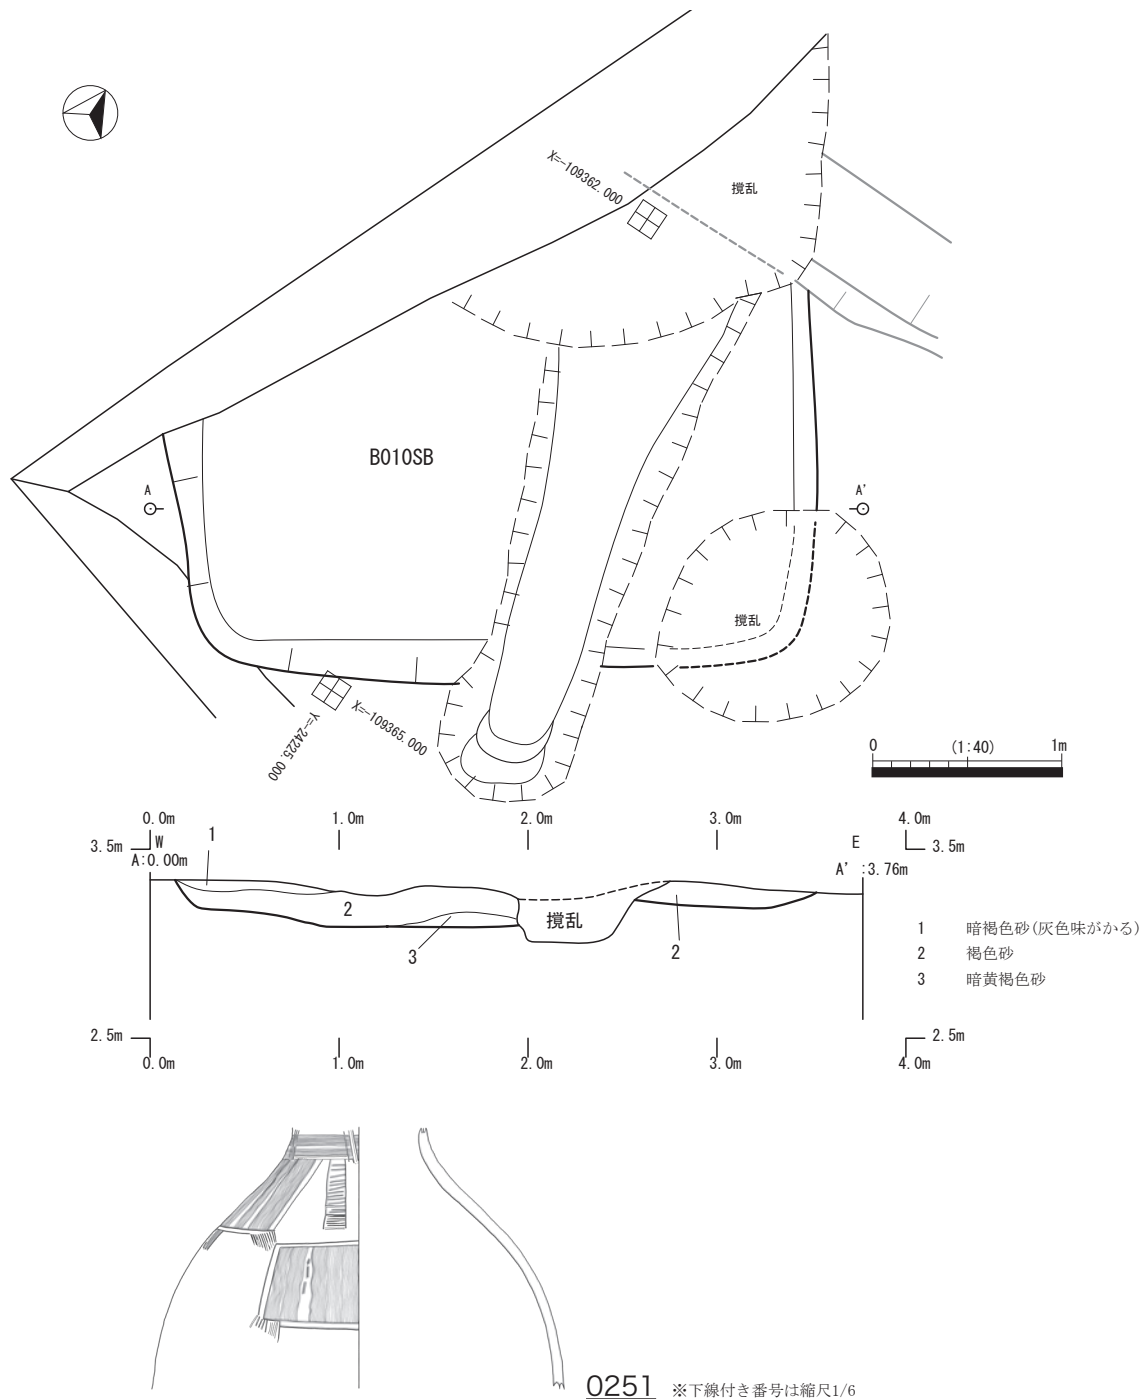 X=-109362.000
撹乱
B010SB
A
A'
撹乱
X=-109365.000
Y=-24225.000
0 (1:40) 1m
0.0m 1.0m 2.0m 3.0m 4.0m
3.5m W 1 E 3.5m
A:0.00m A' :3.76m
2 撹乱
3 2
1 暗褐色砂(灰色味がかる)
2 褐色砂
3 暗黄褐色砂
2.5m 2.5m
0.0m 1.0m 2.0m 3.0m 4.0m
0251 ※下線付き番号は縮尺1/6